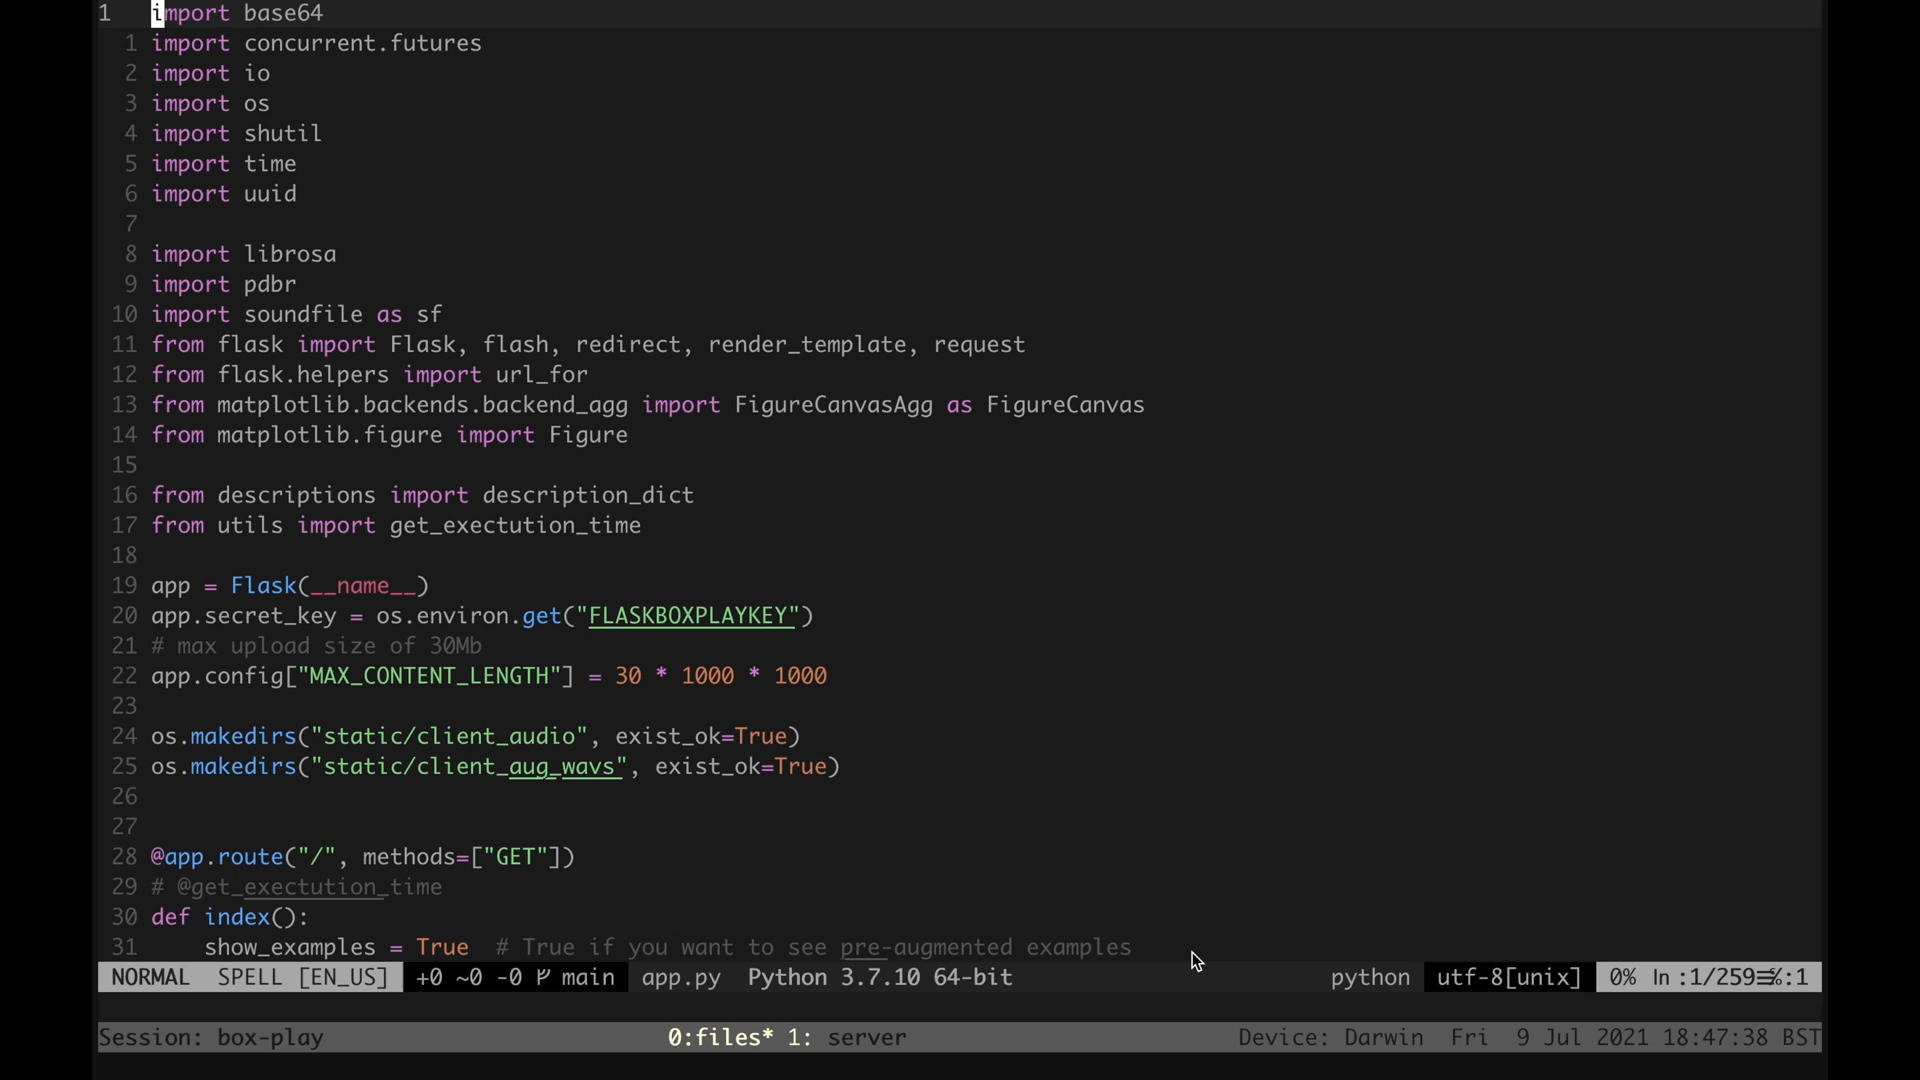 1 import base64
1 import concurrent.futures
2 import io
3 import os
4 import shutil
5 import time
6 import uuid
7
8 import librosa
9 import pdbr
10 import soundfile as sf
11 from flask import Flask, flash, redirect, render_template, request
12 from flask.helpers import url_for
13 from matplotlib.backends.backend_agg import FigureCanvasAgg as FigureCanvas
14 from matplotlib.figure import Figure
15
16 from descriptions import description_dict
17 from utils import get_exectution_time
18
19 app = Flask(__name__)
20 app.secret_key = os.environ.get("FLASKBOXPLAYKEY")
21 # max upload size of 30Mb
22 app.config["MAX_CONTENT_LENGTH"] = 30 * 1000 * 1000
23
24 os.makedirs("static/client_audio", exist_ok=True)
25 os.makedirs("static/client_aug_wavs", exist_ok=True)
26
27
28 @app.route("/", methods=["GET"])
29 # @get_exectution_time
30 def index():
31     show_examples = True  # True if you want to see pre-augmented examples
NORMAL SPELL [EN_US] +0 ~0 -0 main app.py Python 3.7.10 64-bit python utf-8[unix] 0% ln :1/259 :1
Session: box-play 0:files* 1: server Device: Darwin Fri 9 Jul 2021 18:47:38 BST